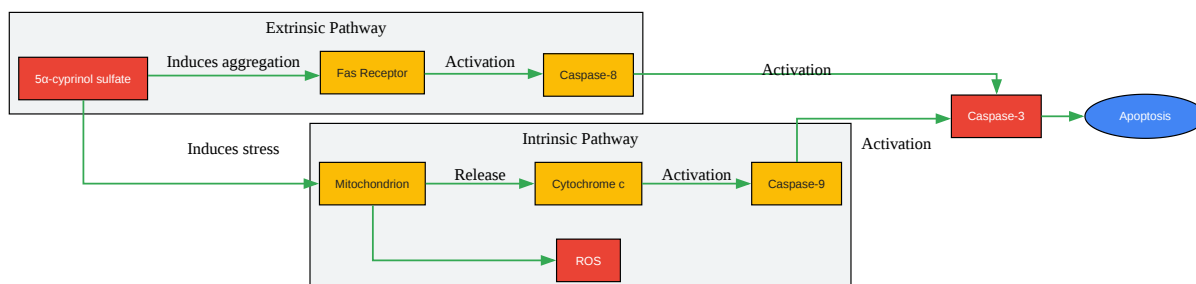 Extrinsic Pathway
5α-cyprinol sulfate
Induces aggregation
Fas Receptor
Activation
Caspase-8
Activation
Caspase-3
Apoptosis
Intrinsic Pathway
Induces stress
Mitochondrion
Release
Cytochrome c
Activation
Caspase-9
Activation
ROS